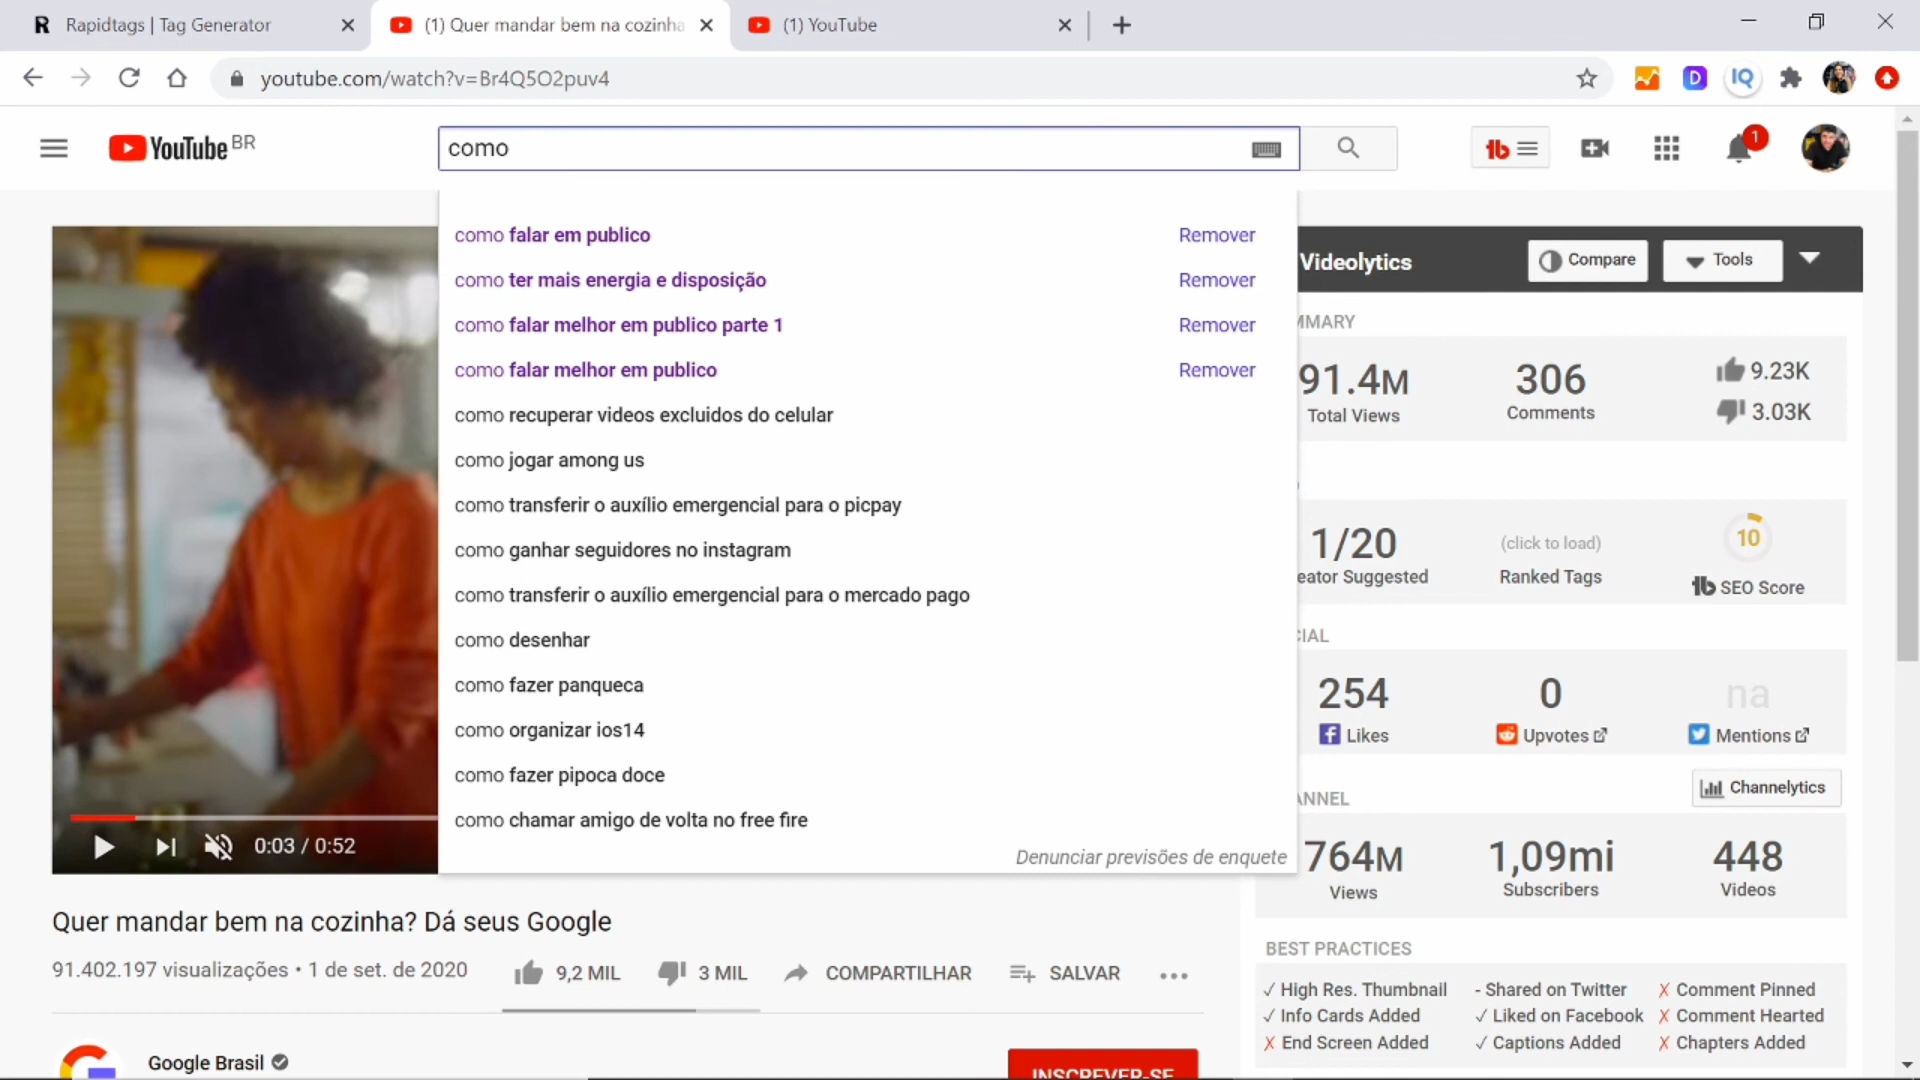 R Rapidtags | Tag Generator
(1) Quer mandar bem na cozinha
(1) YouTube
youtube.com/watch?v=Br4Q5O2puv4
D
IQ
YouTube BR
como
tb
1
como falar em publico Remover
como ter mais energia e disposição Remover
como falar melhor em publico parte 1 Remover
como falar melhor em publico Remover
como recuperar videos excluidos do celular
como jogar among us
como transferir o auxílio emergencial para o picpay
como ganhar seguidores no instagram
como transferir o auxílio emergencial para o mercado pago
como desenhar
como fazer panqueca
como organizar ios14
como fazer pipoca doce
como chamar amigo de volta no free fire
Denunciar previsões de enquete
0:03 / 0:52
Quer mandar bem na cozinha? Dá seus Google
91.402.197 visualizações • 1 de set. de 2020
9,2 MIL
3 MIL
COMPARTILHAR
SALVAR
Google Brasil
INSCREVER-SE
Videolytics
Compare
Tools
MMARY
91.4M
Total Views
306
Comments
9.23K
3.03K
1/20
eator Suggested
(click to load)
Ranked Tags
10
tb SEO Score
CIAL
254
Likes
0
Upvotes
na
Mentions
ANNEL
Channelytics
764M
Views
1,09mi
Subscribers
448
Videos
BEST PRACTICES
✓ High Res. Thumbnail - Shared on Twitter ✗ Comment Pinned
✓ Info Cards Added ✓ Liked on Facebook ✗ Comment Hearted
✗ End Screen Added ✓ Captions Added ✗ Chapters Added